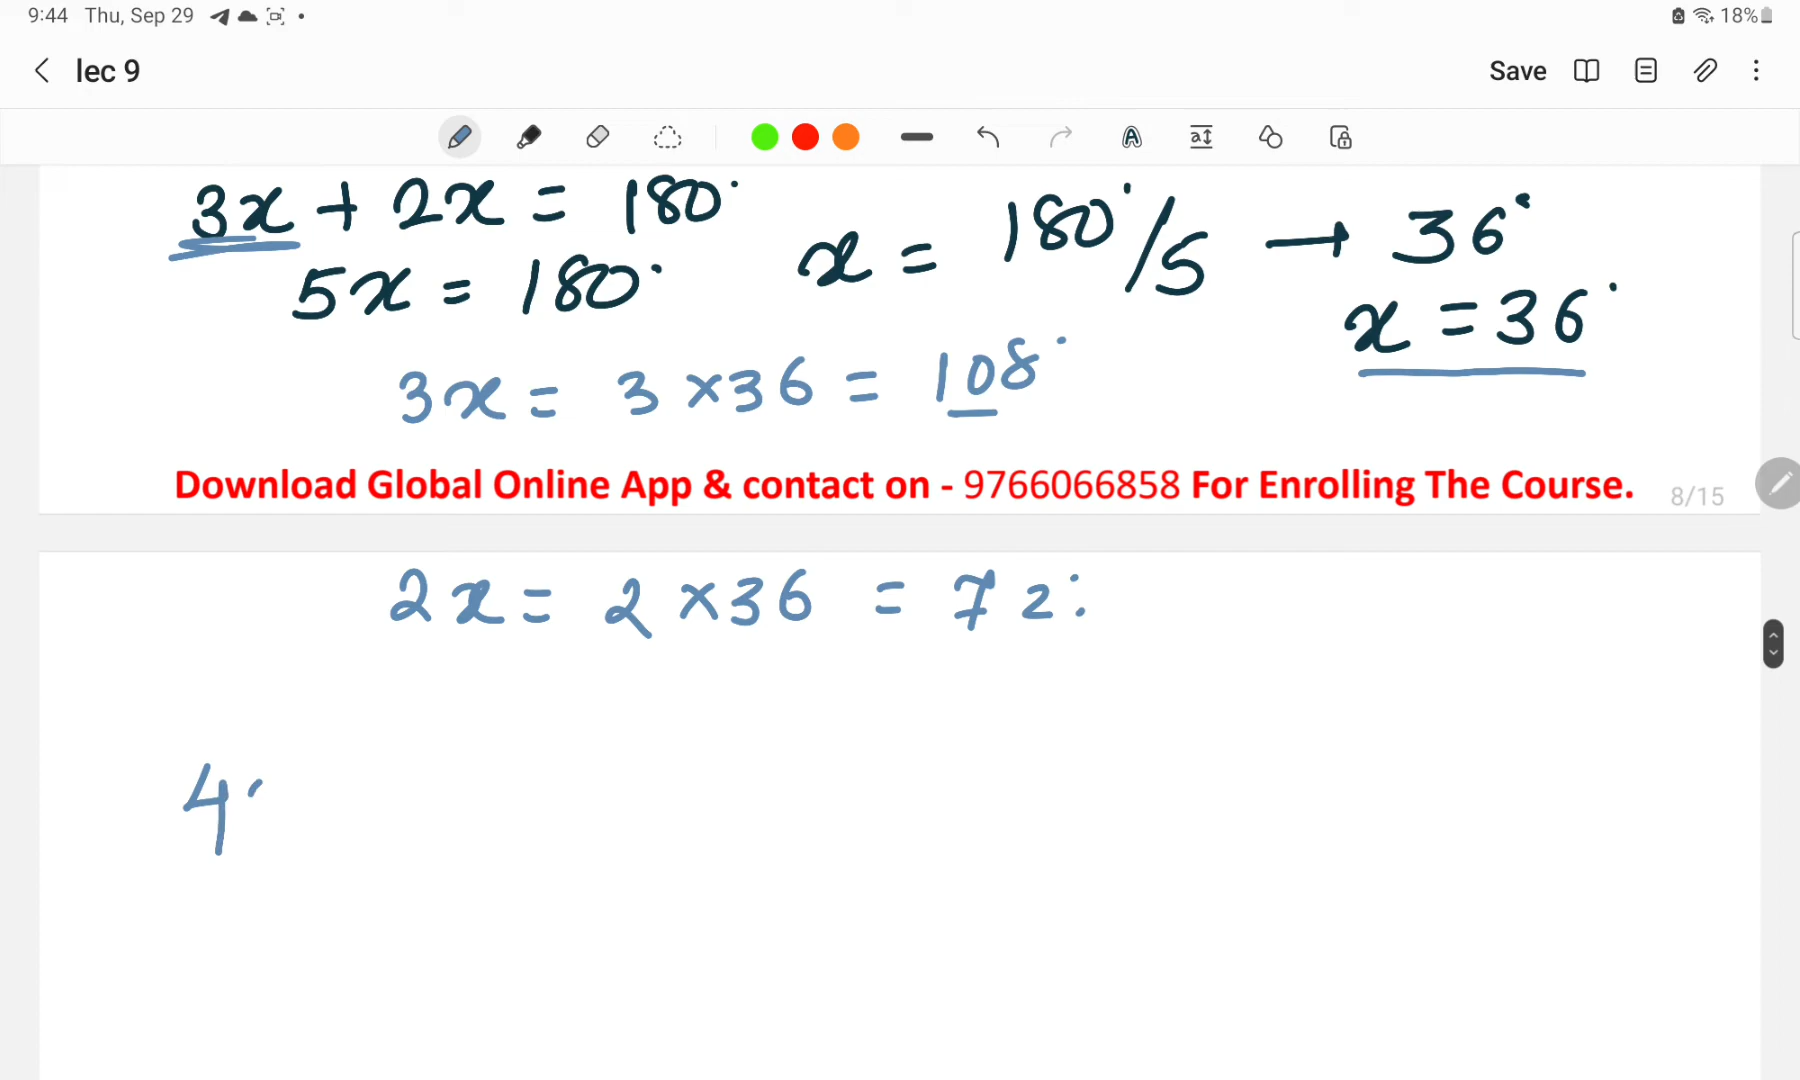 9:44 Thu, Sep 29 18%
lec 9 Save
3x + 2x = 180°
5x = 180°
x = 180°/5 → 36°
x = 36°
3x = 3 × 36 = 108°
Download Global Online App & contact on - 9766066858 For Enrolling The Course.
8/15
2x = 2 × 36 = 72°
4